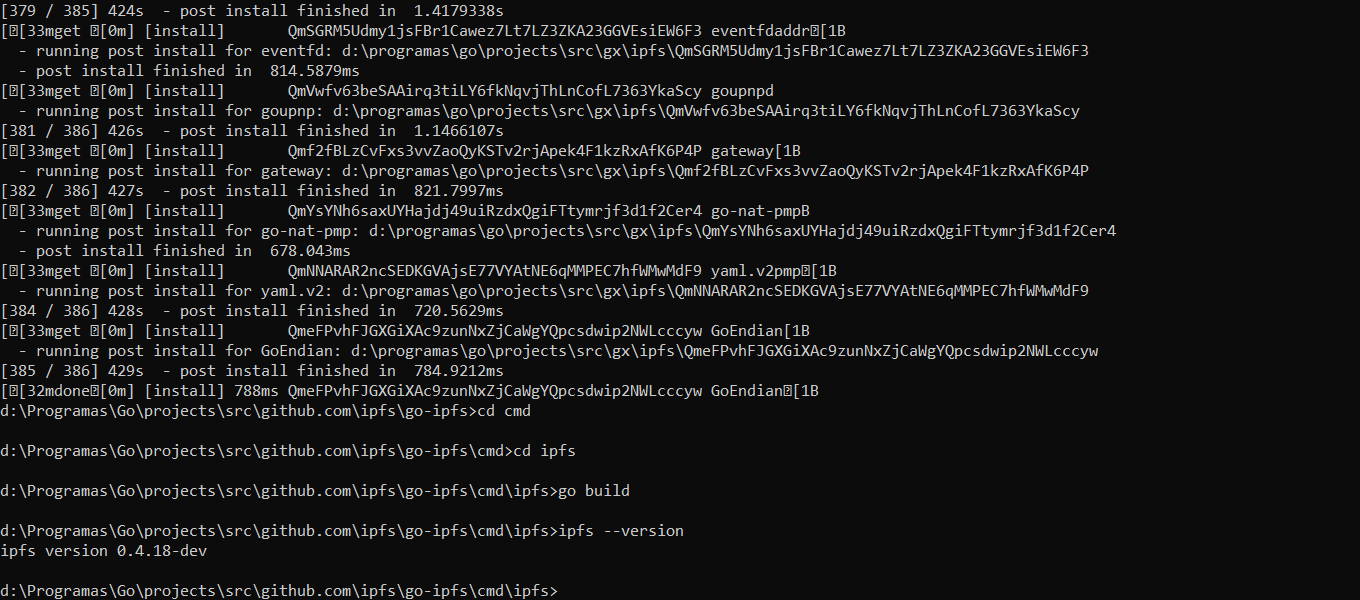 [379 / 385] 424s  - post install finished in  1.4179338s
[�[33mget �[0m] [install]       QmSGRM5Udmy1jsFBr1Cawez7Lt7LZ3ZKA23GGVEsiEW6F3 eventfdaddr�[1B
  - running post install for eventfd: d:\programas\go\projects\src\gx\ipfs\QmSGRM5Udmy1jsFBr1Cawez7Lt7LZ3ZKA23GGVEsiEW6F3
  - post install finished in  814.5879ms
[�[33mget �[0m] [install]       QmVwfv63beSAAirq3tiLY6fkNqvjThLnCofL7363YkaScy goupnpd
  - running post install for goupnp: d:\programas\go\projects\src\gx\ipfs\QmVwfv63beSAAirq3tiLY6fkNqvjThLnCofL7363YkaScy
[381 / 386] 426s  - post install finished in  1.1466107s
[�[33mget �[0m] [install]       Qmf2fBLzCvFxs3vvZaoQyKSTv2rjApek4F1kzRxAfK6P4P gateway[1B
  - running post install for gateway: d:\programas\go\projects\src\gx\ipfs\Qmf2fBLzCvFxs3vvZaoQyKSTv2rjApek4F1kzRxAfK6P4P
[382 / 386] 427s  - post install finished in  821.7997ms
[�[33mget �[0m] [install]       QmYsYNh6saxUYHajdj49uiRzdxQgiFTtymrjf3d1f2Cer4 go-nat-pmpB
  - running post install for go-nat-pmp: d:\programas\go\projects\src\gx\ipfs\QmYsYNh6saxUYHajdj49uiRzdxQgiFTtymrjf3d1f2Cer4
  - post install finished in  678.043ms
[�[33mget �[0m] [install]       QmNNARAR2ncSEDKGVAjsE77VYAtNE6qMMPEC7hfWMwMdF9 yaml.v2pmp�[1B
  - running post install for yaml.v2: d:\programas\go\projects\src\gx\ipfs\QmNNARAR2ncSEDKGVAjsE77VYAtNE6qMMPEC7hfWMwMdF9
[384 / 386] 428s  - post install finished in  720.5629ms
[�[33mget �[0m] [install]       QmeFPvhFJGXGiXAc9zunNxZjCaWgYQpcsdwip2NWLcccyw GoEndian[1B
  - running post install for GoEndian: d:\programas\go\projects\src\gx\ipfs\QmeFPvhFJGXGiXAc9zunNxZjCaWgYQpcsdwip2NWLcccyw
[385 / 386] 429s  - post install finished in  784.9212ms
[�[32mdone�[0m] [install] 788ms QmeFPvhFJGXGiXAc9zunNxZjCaWgYQpcsdwip2NWLcccyw GoEndian�[1B
d:\Programas\Go\projects\src\github.com\ipfs\go-ipfs>cd cmd
d:\Programas\Go\projects\src\github.com\ipfs\go-ipfs\cmd>cd ipfs
d:\Programas\Go\projects\src\github.com\ipfs\go-ipfs\cmd\ipfs>go build
d:\Programas\Go\projects\src\github.com\ipfs\go-ipfs\cmd\ipfs>ipfs --version
ipfs version 0.4.18-dev
d:\Programas\Go\projects\src\github.com\ipfs\go-ipfs\cmd\ipfs>